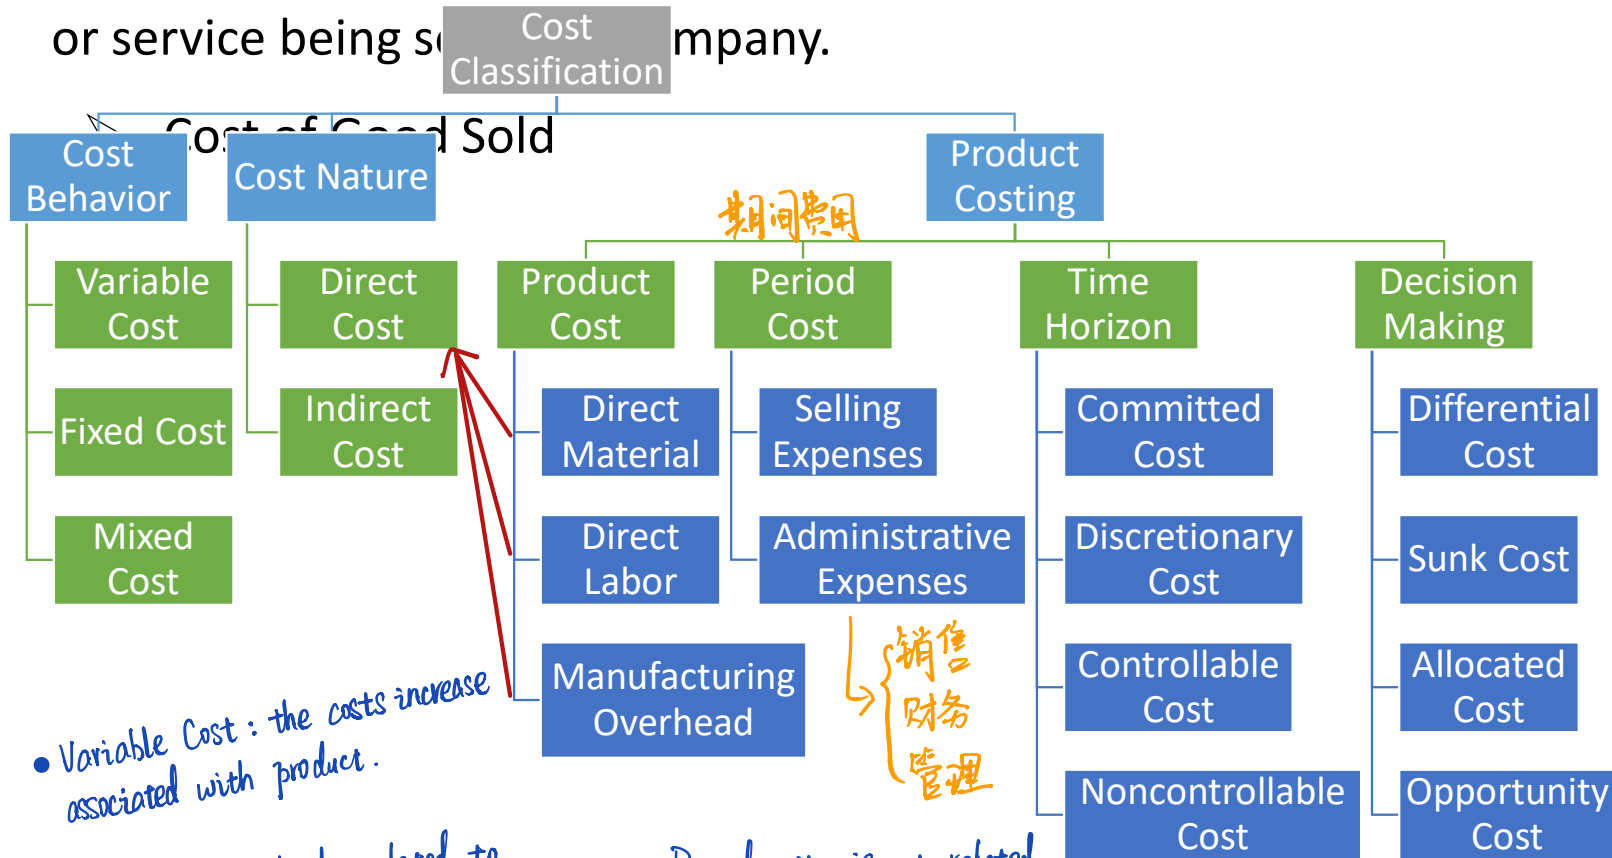 or service being s mpany.
Cost
Classification
Cost of Good Sold
Cost
Behavior
Cost Nature
Product
Costing
期间费用
Variable
Cost
Direct
Cost
Product
Cost
Period
Cost
Time
Horizon
Decision
Making
Fixed Cost
Indirect
Cost
Direct
Material
Selling
Expenses
Committed
Cost
Differential
Cost
Mixed
Cost
Direct
Labor
Administrative
Expenses
Discretionary
Cost
Sunk Cost
Manufacturing
Overhead
销售
财务
管理
Controllable
Cost
Allocated
Cost
• Variable Cost : the costs increase
associated with product.
Noncontrollable
Cost
Opportunity
Cost